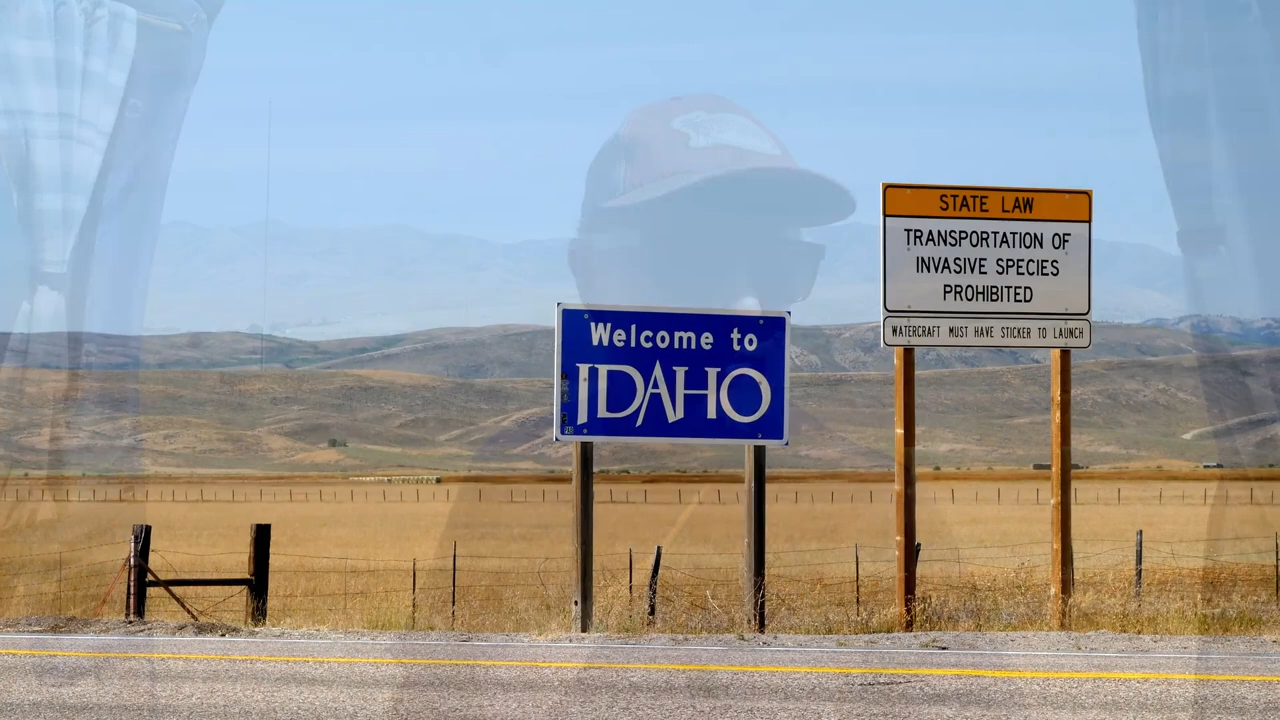 Welcome to
IDAHO
STATE LAW
TRANSPORTATION OF
INVASIVE SPECIES
PROHIBITED
WATERCRAFT MUST HAVE STICKER TO LAUNCH